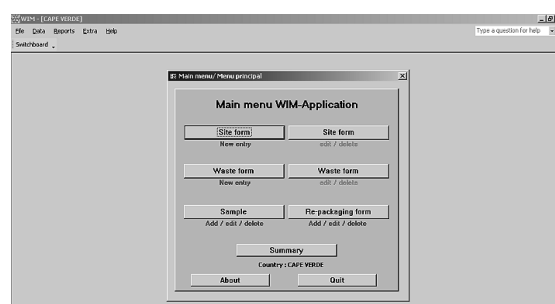 WIM - [CAPE VERDE]
File Data Reports Extra Help Type a question for help
Switchboard
Main menu/ Menu principal
Main menu WIM-Application
Site form Site form
New entry edit / delete
Waste form Waste form
New entry edit / delete
Sample Re-packaging form
Add / edit / delete Add / edit / delete
Summary
Country : CAPE VERDE
About Quit